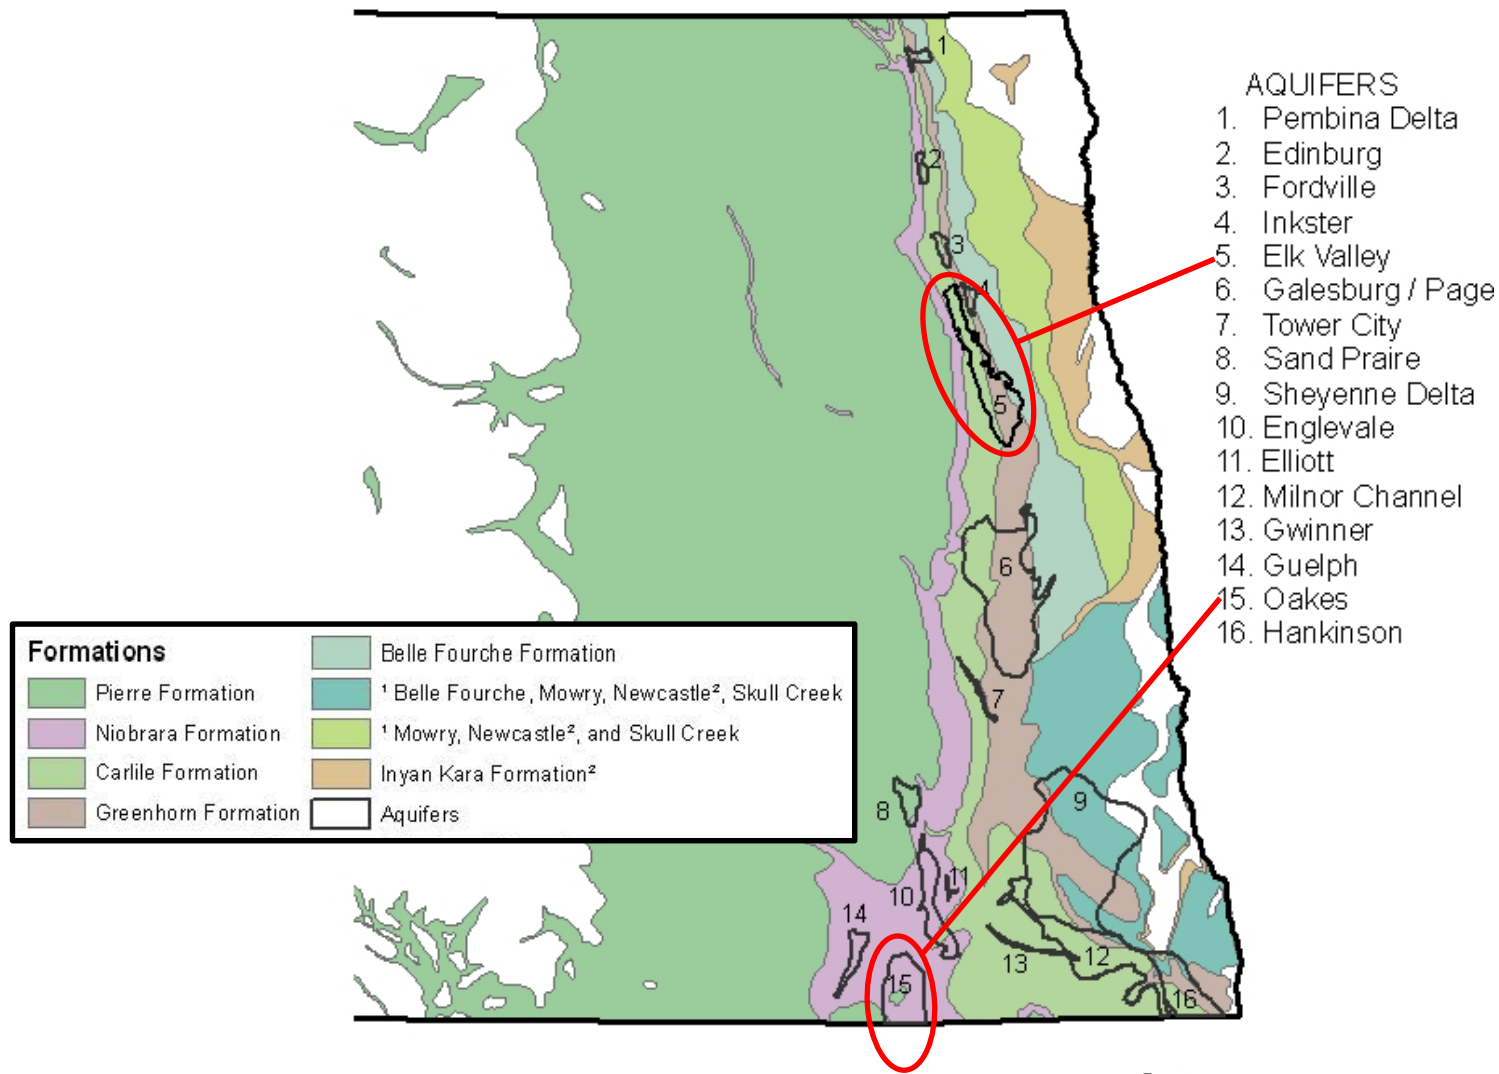 AQUIFERS
1. Pembina Delta
2. Edinburg
3. Fordville
4. Inkster
5. Elk Valley
6. Galesburg / Page
7. Tower City
8. Sand Praire
9. Sheyenne Delta
10. Englevale
11. Elliott
12. Milnor Channel
13. Gwinner
14. Guelph
15. Oakes
16. Hankinson
1
2
3
4
5
6
7
8
9
10
11
14
12
13
15
16
Formations
Pierre Formation
Niobrara Formation
Carlile Formation
Greenhorn Formation
Belle Fourche Formation
¹ Belle Fourche, Mowry, Newcastle², Skull Creek
¹ Mowry, Newcastle², and Skull Creek
Inyan Kara Formation²
Aquifers